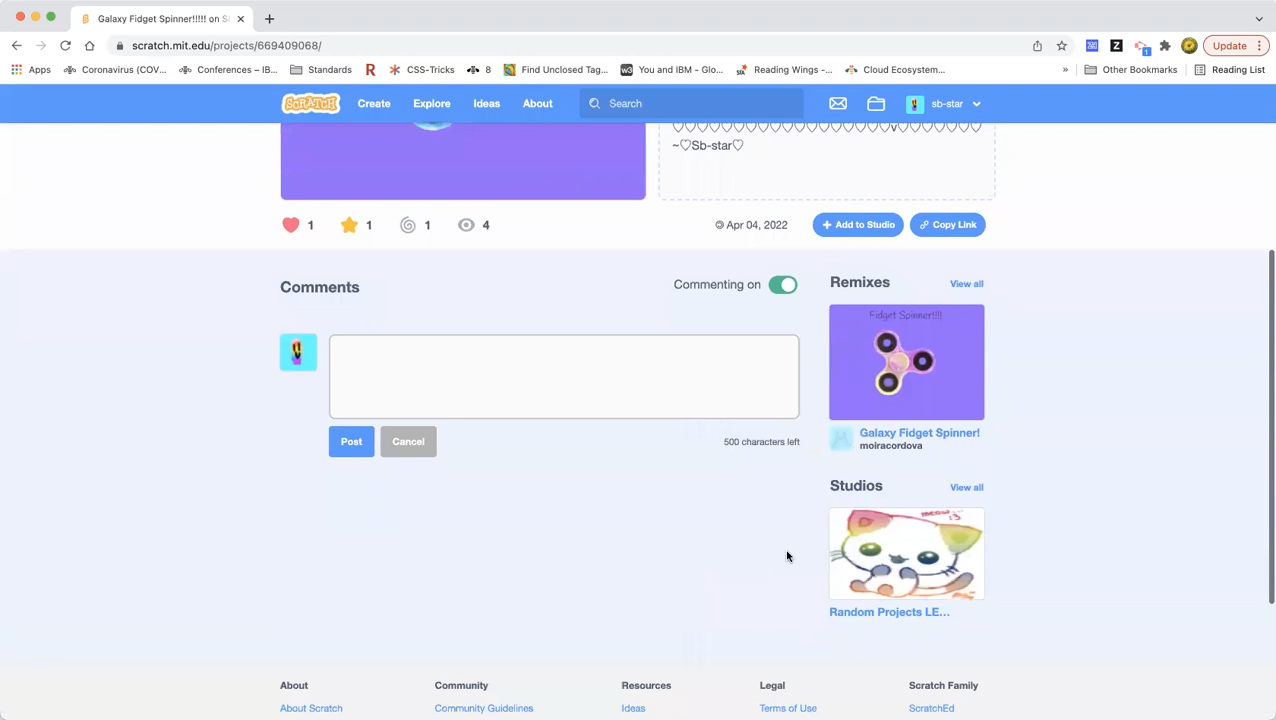 Galaxy Fidget Spinner!!!!! on S
scratch.mit.edu/projects/669409068/
Update
Apps
Coronavirus (COV...
Conferences – IB...
Standards
CSS-Tricks
8
Find Unclosed Tag...
You and IBM - Glo...
Reading Wings -...
Cloud Ecosystem...
»
Other Bookmarks
Reading List
SCRATCH
Create
Explore
Ideas
About
Search
sb-star
♡♡♡♡♡♡♡♡♡♡♡♡♡♡♡♡♡♡v♡♡♡♡♡♡♡
~♡Sb-star♡
1
1
1
4
© Apr 04, 2022
+ Add to Studio
Copy Link
Comments
Commenting on
Post
Cancel
500 characters left
Remixes
View all
Fidget Spinner!!!!
Galaxy Fidget Spinner!
moiracordova
Studios
View all
meow...
:3
Random Projects LE...
About
Community
Resources
Legal
Scratch Family
About Scratch
Community Guidelines
Ideas
Terms of Use
ScratchEd